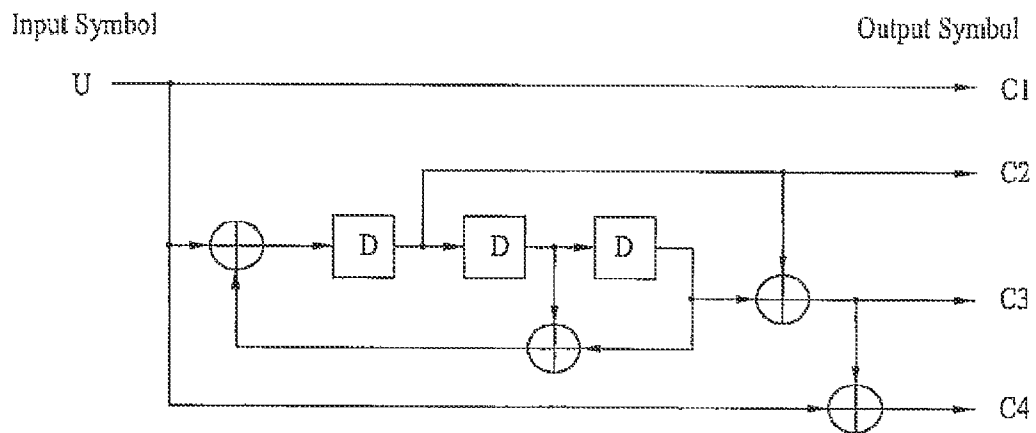 Input Symbol
Output Symbol
U
C1
C2
D
D
D
C3
C4